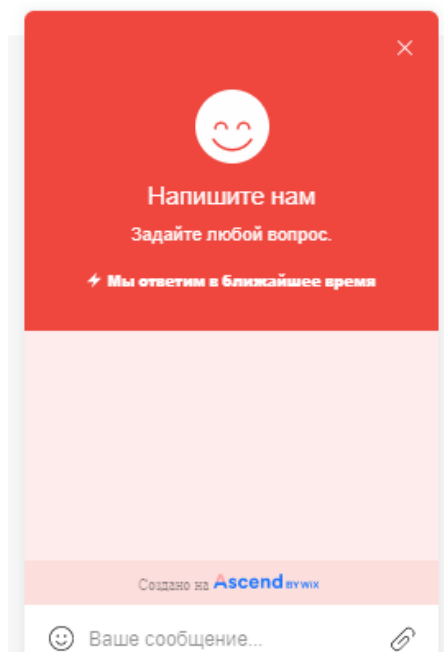 Напишите нам
Задайте любой вопрос.
Мы ответим в ближайшее время
Создано на Ascend BY WIX
Ваше сообщение...